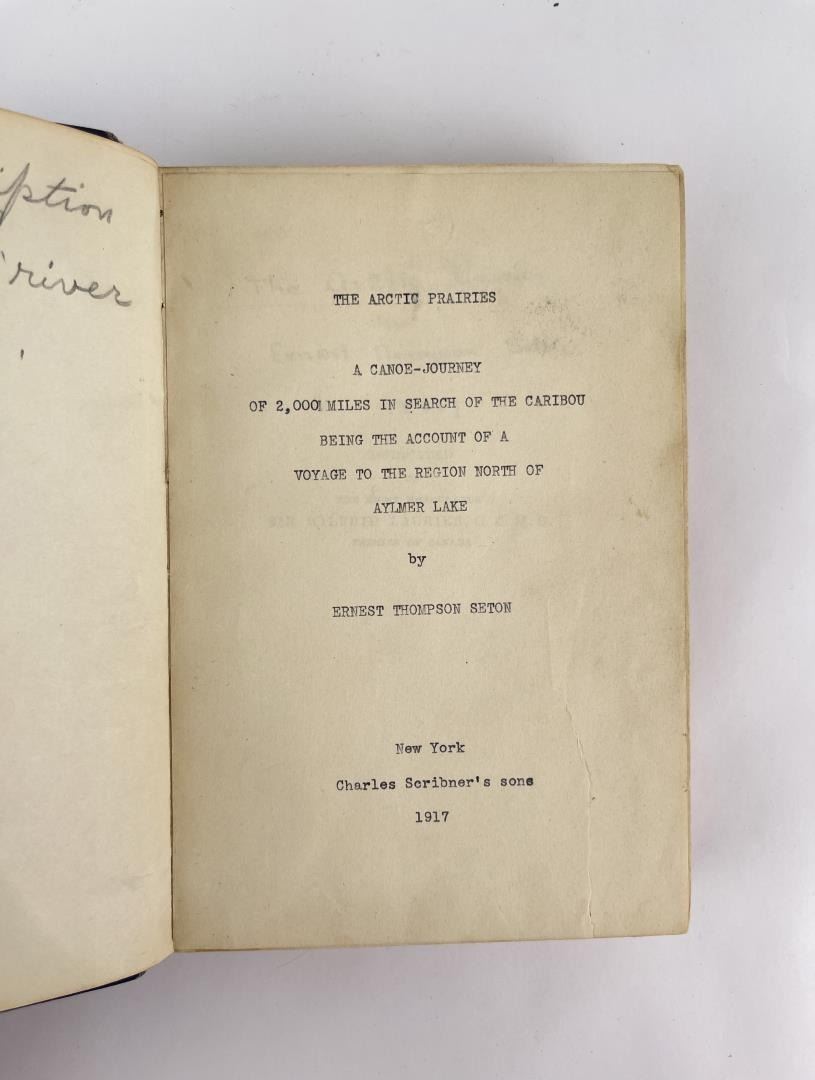 iption
river
THE ARCTIC PRAIRIES
A CANOE-JOURNEY
OF 2,000 MILES IN SEARCH OF THE CARIBOU
BEING THE ACCOUNT OF A
VOYAGE TO THE REGION NORTH OF
AYLMER LAKE
by
ERNEST THOMPSON SETON
New York
Charles Scribner's sons
1917